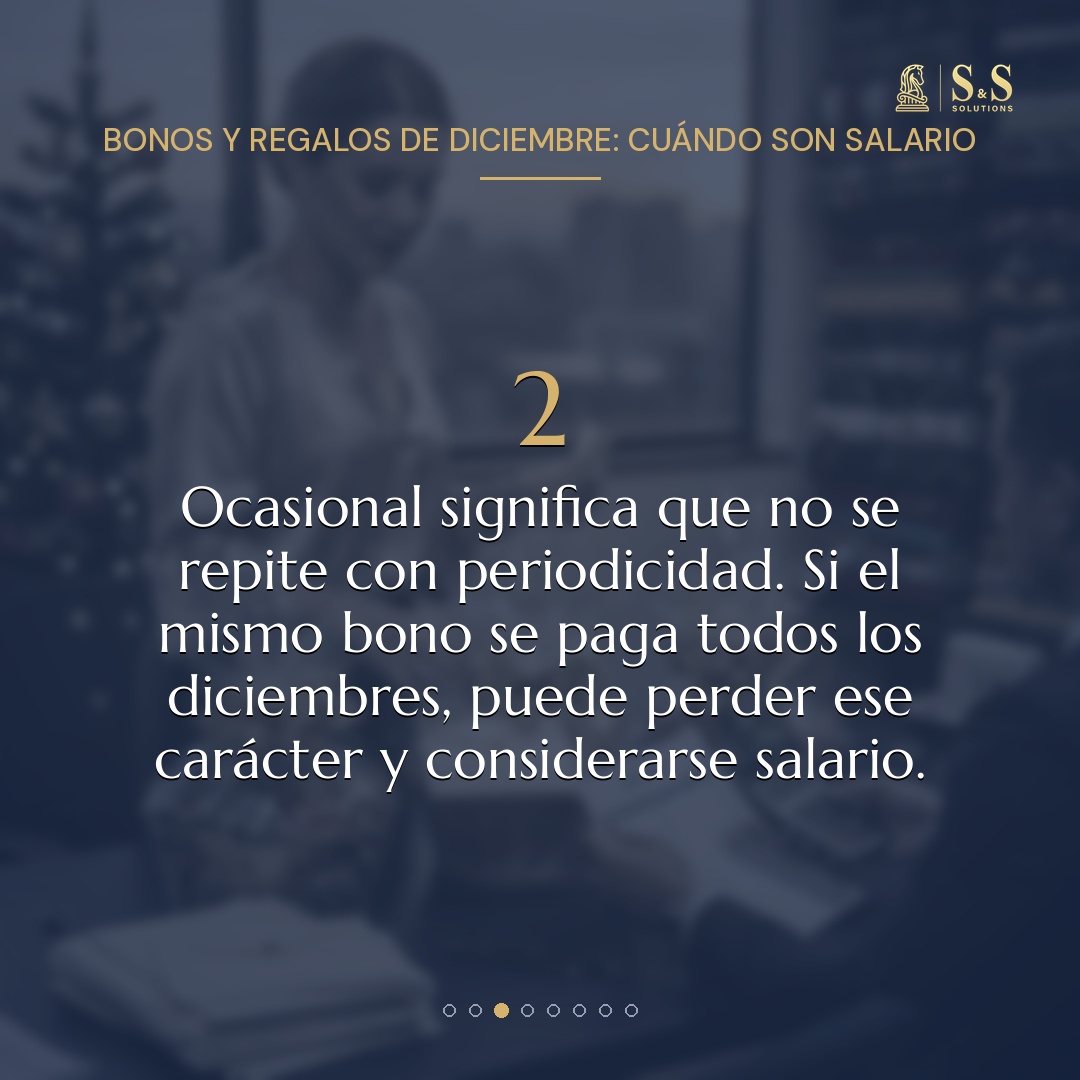 S&S
SOLUTIONS
BONOS Y REGALOS DE DICIEMBRE: CUÁNDO SON SALARIO
2
Ocasional significa que no se
repite con periodicidad. Si el
mismo bono se paga todos los
diciembres, puede perder ese
carácter y considerarse salario.